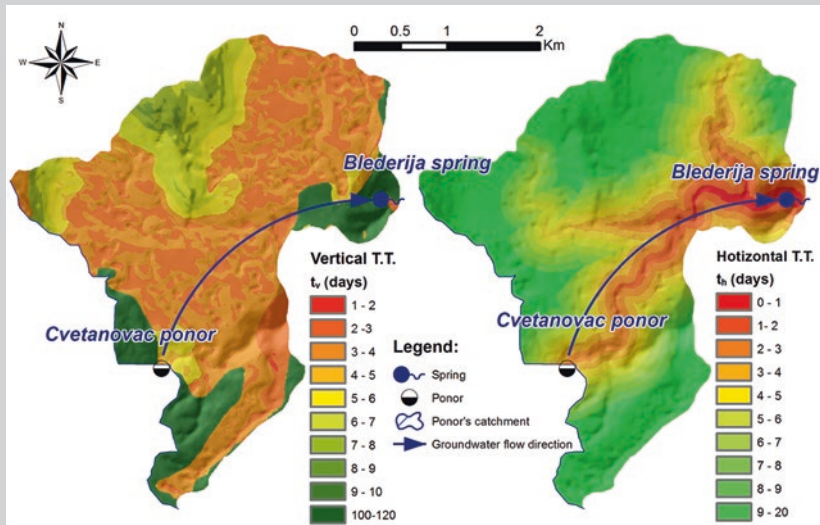 N
W E
S
0 0.5 1 2
Km
Blederija spring
Cvetanovac ponor
Vertical T.T.
tv (days)
1 - 2
2 - 3
3 - 4
4 - 5
5 - 6
6 - 7
7 - 8
8 - 9
9 - 10
100-120
Legend:
Spring
Ponor
Ponor's catchment
Groundwater flow direction
Blederija spring
Cvetanovac ponor
Hotizontal T.T.
th (days)
0 - 1
1- 2
2 - 3
3 - 4
4 - 5
5 - 6
6 - 7
7 - 8
8 - 9
9 - 20